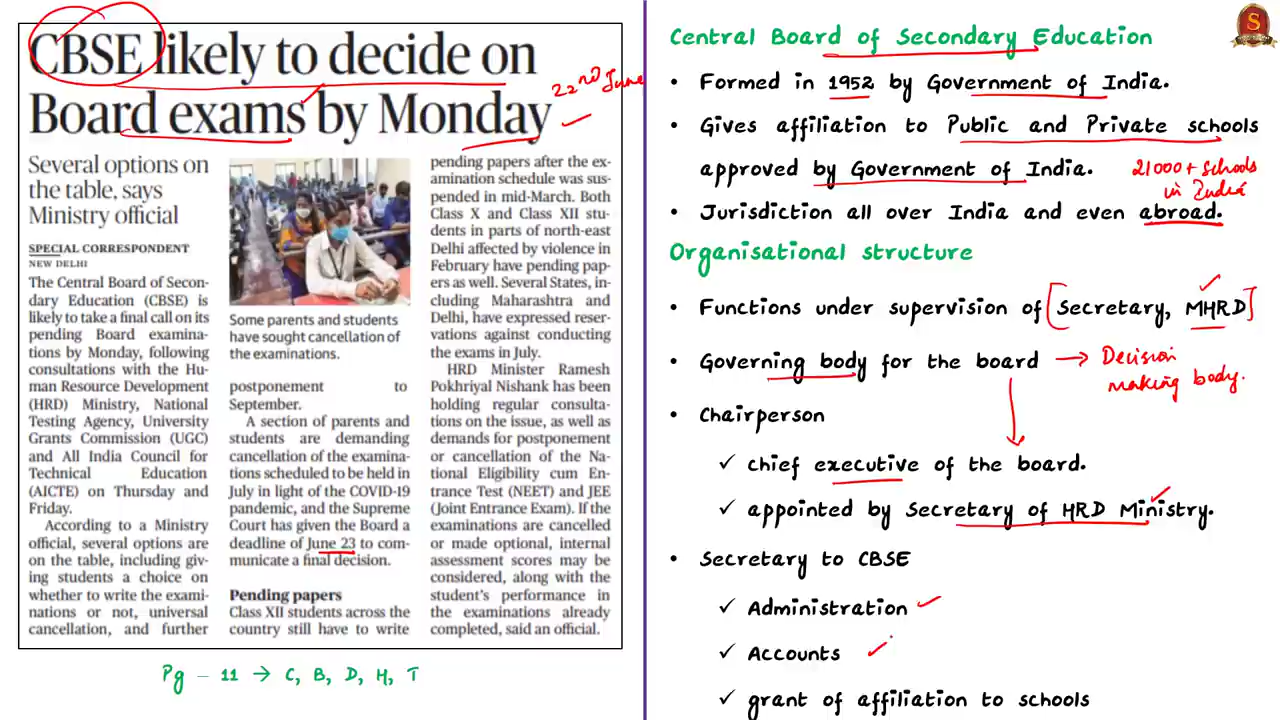 CBSE likely to decide on
Board exams by Monday
22nd June
Several options on
the table, says
Ministry official
SPECIAL CORRESPONDENT
NEW DELHI
The Central Board of Secon-
dary Education (CBSE) is
likely to take a final call on its
pending Board examina-
tions by Monday, following
consultations with the Hu-
man Resource Development
(HRD) Ministry, National
Testing Agency, University
Grants Commission (UGC)
and All India Council for
Technical Education
(AICTE) on Thursday and
Friday.
According to a Ministry
official, several options are
on the table, including giv-
ing students a choice on
whether to write the exami-
nations or not, universal
cancellation, and further
Some parents and students
have sought cancellation of
the examinations.
postponement to
September.
A section of parents and
students are demanding
cancellation of the examina-
tions scheduled to be held in
July in light of the COVID-19
pandemic, and the Supreme
Court has given the Board a
deadline of June 23 to com-
municate a final decision.
Pending papers
Class XII students across the
country still have to write
pending papers after the ex-
amination schedule was sus-
pended in mid-March. Both
Class X and Class XII stu-
dents in parts of north-east
Delhi affected by violence in
February have pending pap-
ers as well. Several States, in-
cluding Maharashtra and
Delhi, have expressed reser-
vations against conducting
the exams in July.
HRD Minister Ramesh
Pokhriyal Nishank has been
holding regular consulta-
tions on the issue, as well as
demands for postponement
or cancellation of the Na-
tional Eligibility cum En-
trance Test (NEET) and JEE
(Joint Entrance Exam). If the
examinations are cancelled
or made optional, internal
assessment scores may be
considered, along with the
student's performance in
the examinations already
completed, said an official.
Pg - 11 → C, B, D, H, T
Central Board of Secondary Education
• Formed in 1952 by Government of India.
• Gives affiliation to Public and Private schools
approved by Government of India.
21000+ schools
in India
• Jurisdiction all over India and even abroad.
Organisational structure
• Functions under supervision of [Secretary, MHRD]
• Governing body for the board → Decision
making body.
• Chairperson
✓ chief executive of the board.
✓ appointed by Secretary of HRD Ministry.
• Secretary to CBSE
✓ Administration
✓ Accounts
✓ grant of affiliation to schools